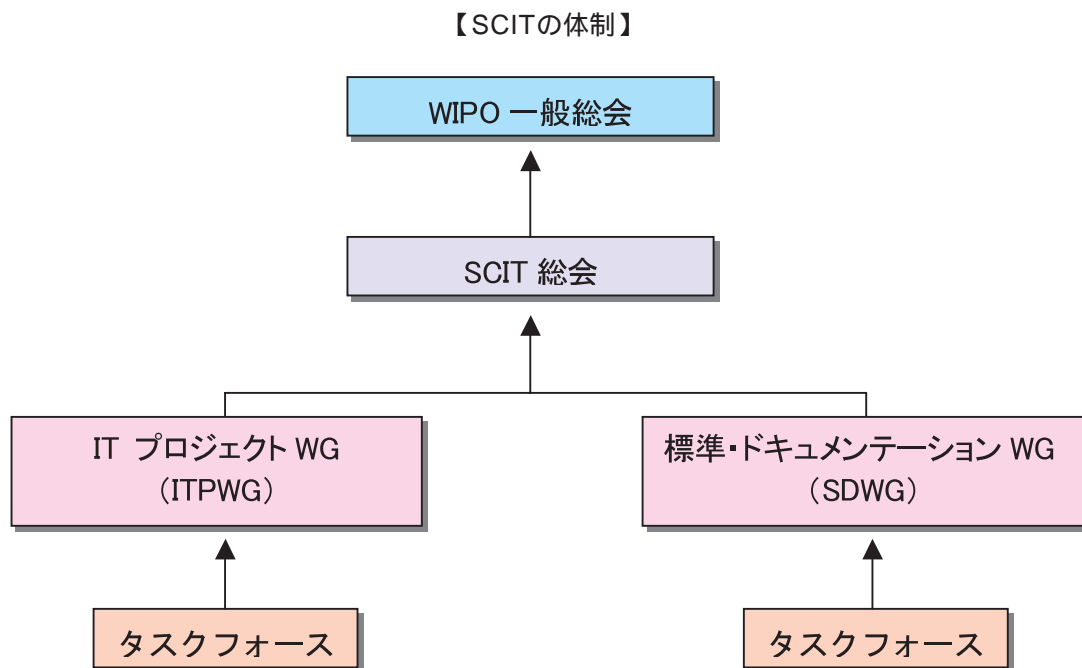 【SCITの体制】
WIPO 一般総会
SCIT 総会
IT プロジェクト WG
（ITPWG）
標準・ドキュメンテーション WG
（SDWG）
タスクフォース
タスクフォース